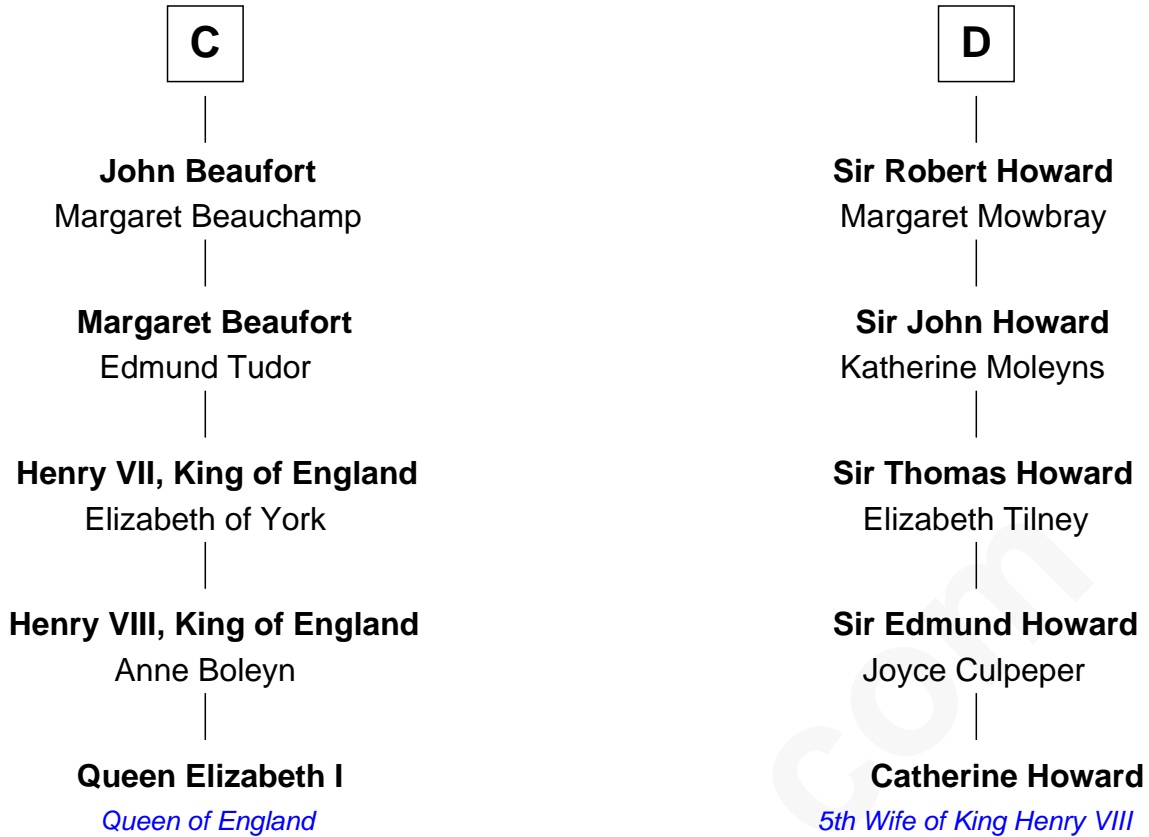 C
John Beaufort
Margaret Beauchamp
Margaret Beaufort
Edmund Tudor
Henry VII, King of England
Elizabeth of York
Henry VIII, King of England
Anne Boleyn
Queen Elizabeth I
Queen of England
D
Sir Robert Howard
Margaret Mowbray
Sir John Howard
Katherine Moleyns
Sir Thomas Howard
Elizabeth Tilney
Sir Edmund Howard
Joyce Culpeper
Catherine Howard
5th Wife of King Henry VIII
com